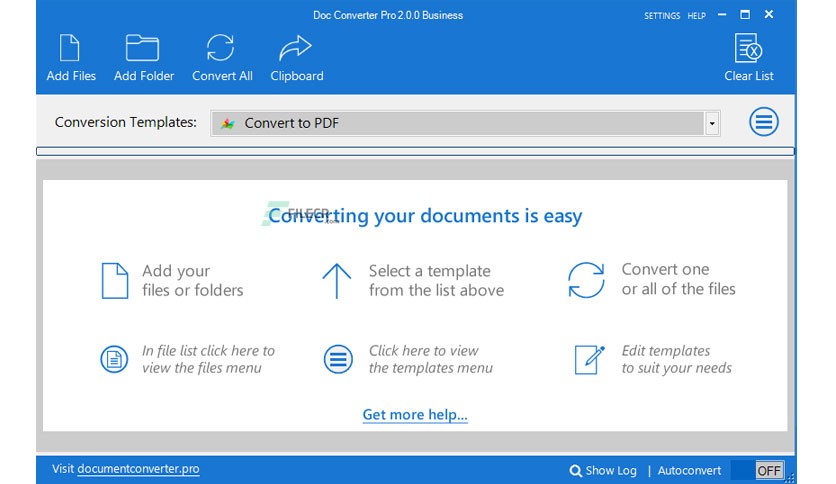 Doc Converter Pro 2.0.0 Business
SETTINGS HELP
Add Files Add Folder Convert All Clipboard Clear List
Conversion Templates: Convert to PDF
FILECR
.com
Converting your documents is easy
Add your
files or folders
Select a template
from the list above
Convert one
or all of the files
In file list click here to
view the files menu
Click here to view
the templates menu
Edit templates
to suit your needs
Get more help...
Visit documentconverter.pro
Show Log | Autoconvert OFF